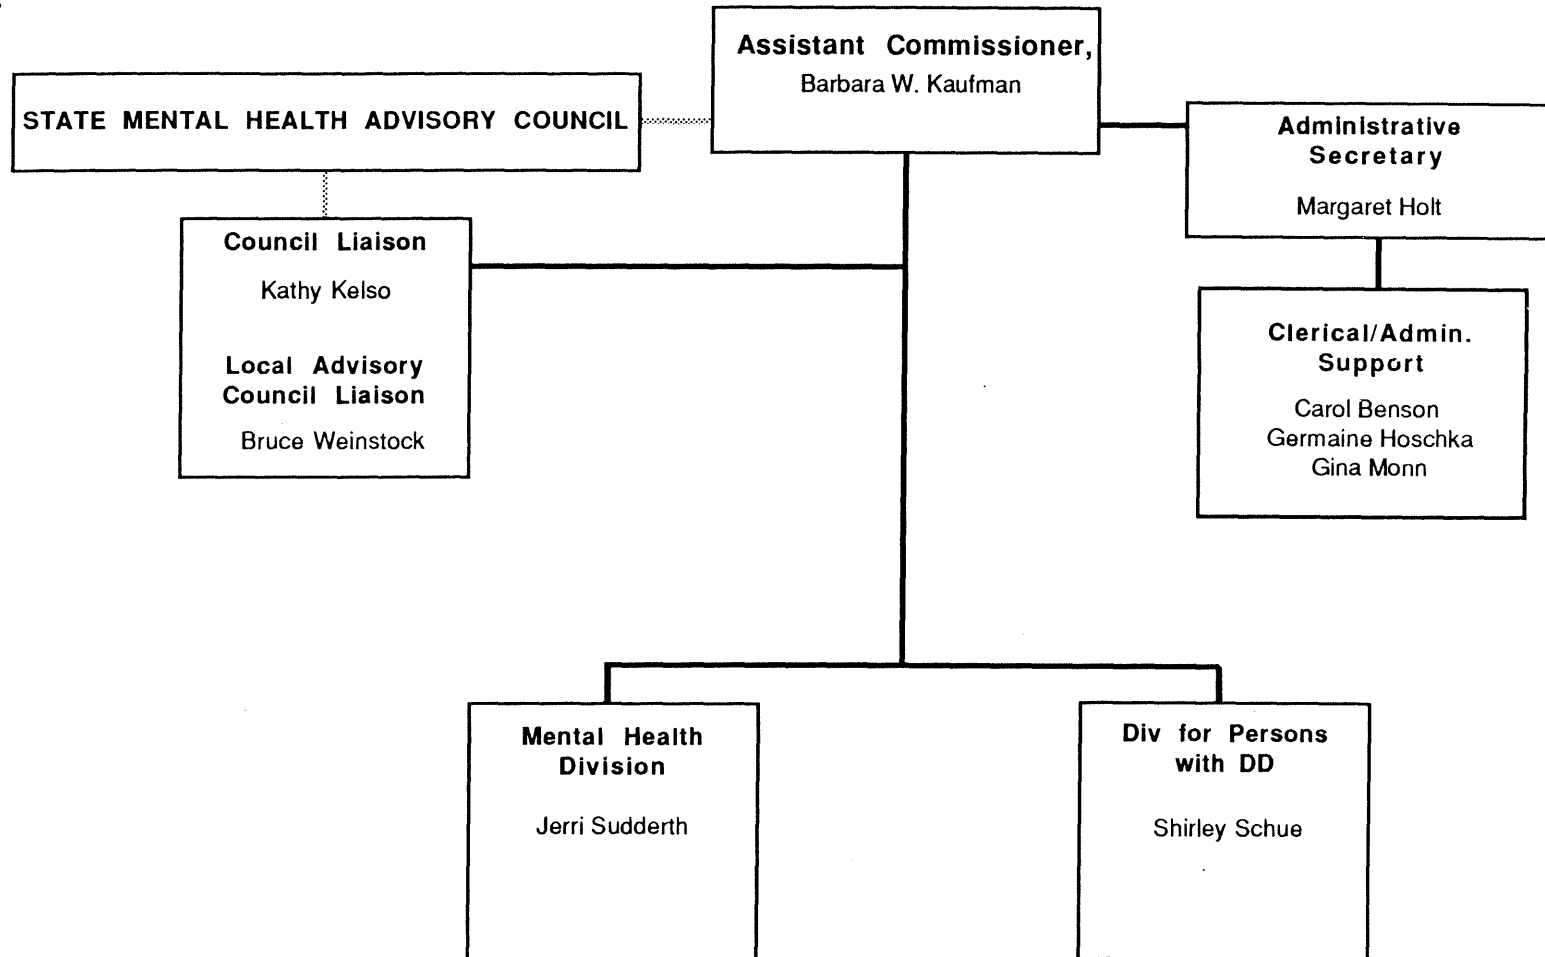 Assistant Commissioner,
Barbara W. Kaufman
STATE MENTAL HEALTH ADVISORY COUNCIL
Administrative
Secretary
Margaret Holt
Council Liaison
Kathy Kelso
Local Advisory
Council Liaison
Bruce Weinstock
Clerical/Admin.
Support
Carol Benson
Germaine Hoschka
Gina Monn
Mental Health
Division
Jerri Sudderth
Div for Persons
with DD
Shirley Schue